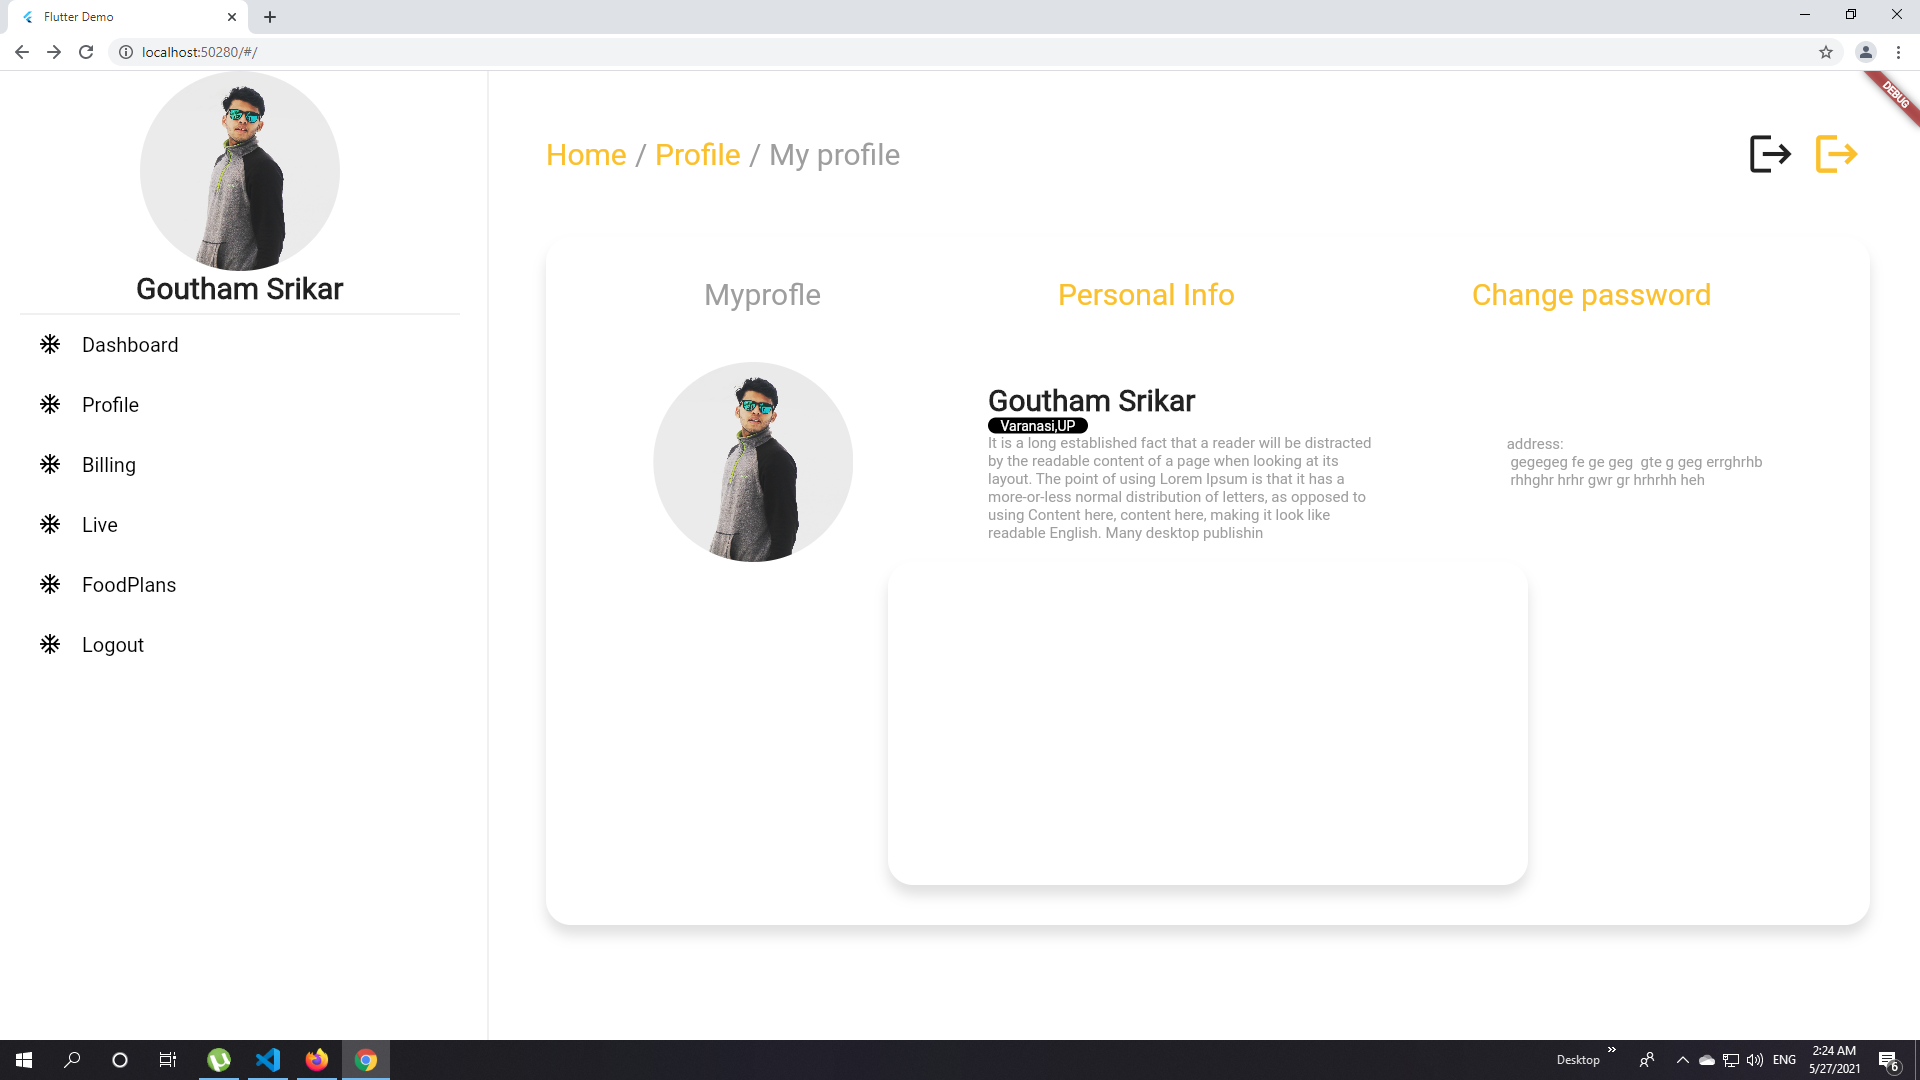 Flutter Demo
localhost:50280/#/
DEBUG
Goutham Srikar
Dashboard
Profile
Billing
Live
FoodPlans
Logout
Home / Profile / My profile
Myprofle
Personal Info
Change password
Goutham Srikar
Varanasi,UP
It is a long established fact that a reader will be distracted
by the readable content of a page when looking at its
layout. The point of using Lorem Ipsum is that it has a
more-or-less normal distribution of letters, as opposed to
using Content here, content here, making it look like
readable English. Many desktop publishin
address:
gegegeg fe ge geg  gte g geg errghrhb
rhhghr hrhr gwr gr hrhrhh heh
Desktop
ENG
2:24 AM
5/27/2021
6